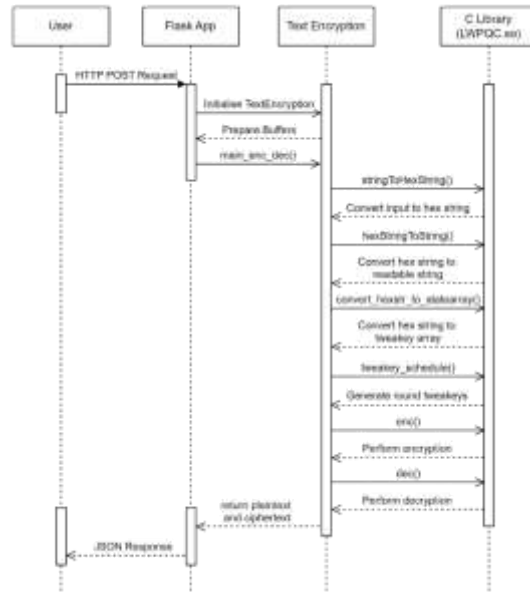 User
Flask App
Text Encryption
C Library
(LWPQC.so)
HTTP POST Request
Initialise TextEncryption
Prepare Buffers
main_enc_dec()
stringToHexString()
Convert input to hex string
hexStringToString()
Convert hex string to
readable string
convert_hexstr_to_statearray()
Convert hex string to
tweakey array
tweakey_schedule()
Generate round tweakeys
enc()
Perform encryption
dec()
Perform decryption
return plaintext
and ciphertext
JSON Response